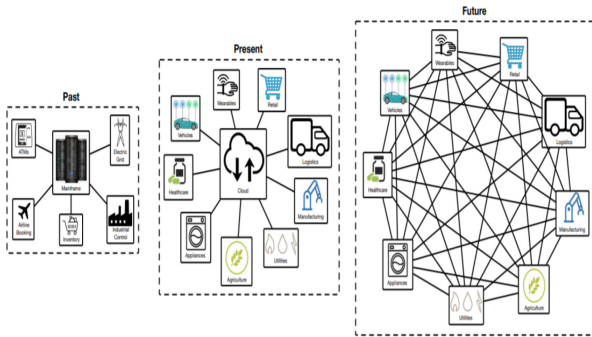 Past
ATMs
Electric
Grid
Mainframe
Airline
Booking
Inventory
Industrial
Control
Present
Wearables
Retail
Vehicles
Logistics
Cloud
Healthcare
Manufacturing
Appliances
Agriculture
Utilities
Future
Wearables
Retail
Vehicles
Logistics
Healthcare
Manufacturing
Appliances
Agriculture
Utilities